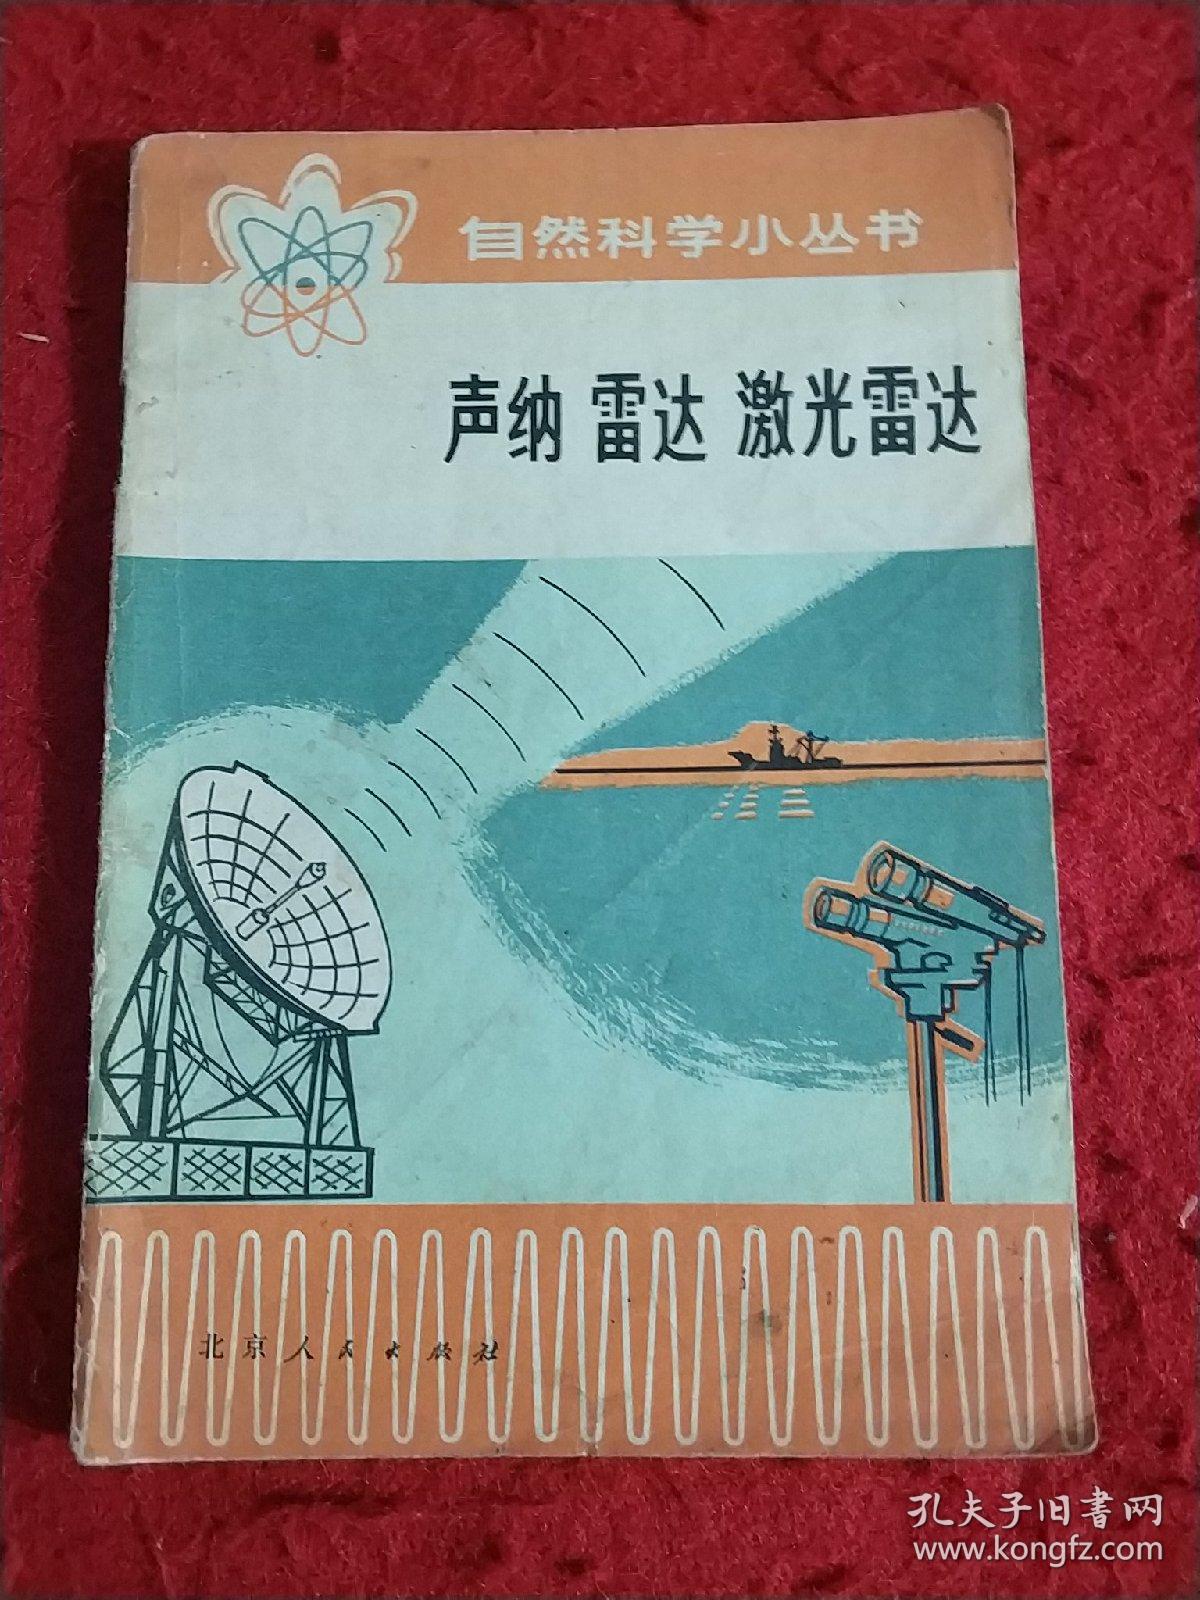 自然科学小丛书
声纳 雷达 激光雷达
北京人民出版社
孔夫子旧書网
www.kongfz.com